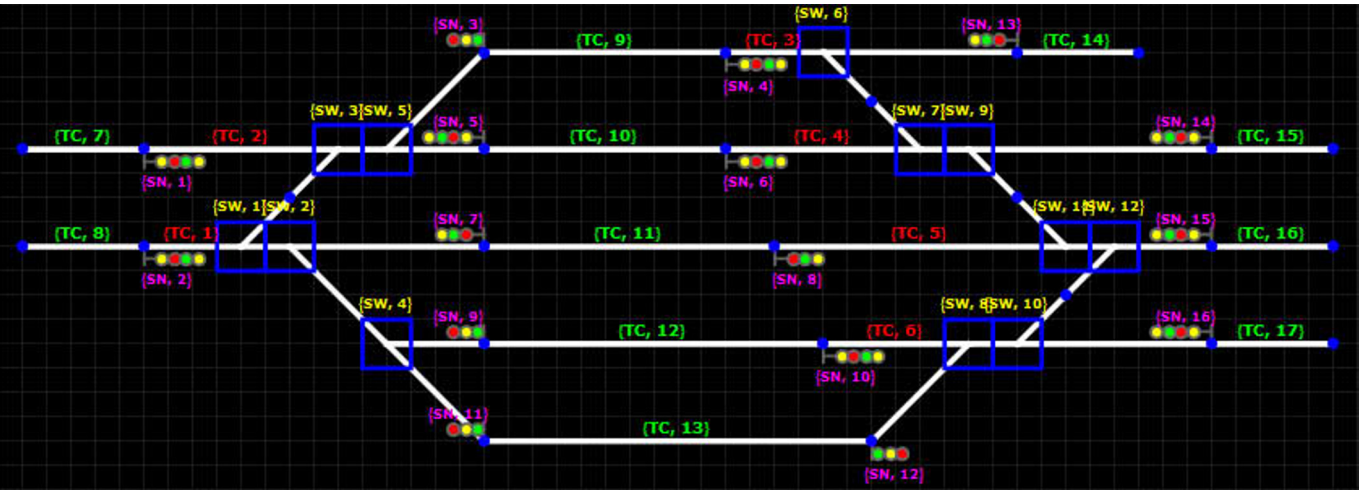 {SW, 6}
{SN, 3}
{TC, 9}
{TC, 3}
{SN, 13}
{TC, 14}
{SN, 4}
{SW, 3}
{SW, 5}
{SW, 7}
{SW, 9}
{SN, 5}
{SN, 14}
{TC, 7}
{TC, 2}
{TC, 10}
{TC, 4}
{TC, 15}
{SN, 1}
{SN, 6}
{SW, 1}
{SW, 2}
{SW, 12}
{SN, 7}
{SN, 15}
{TC, 8}
{TC, 1}
{TC, 11}
{TC, 5}
{TC, 16}
{SN, 2}
{SN, 8}
{SW, 4}
{SW, 8}
{SW, 10}
{SN, 9}
{SN, 16}
{TC, 12}
{TC, 6}
{TC, 17}
{SN, 10}
{SN, 11}
{TC, 13}
{SN, 12}